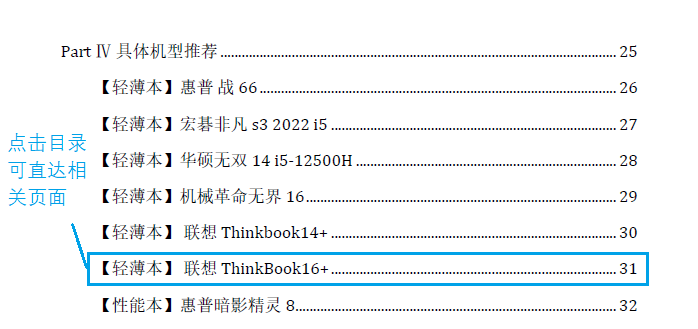 Part Ⅳ 具体机型推荐 25
【轻薄本】惠普 战 66 26
【轻薄本】宏碁非凡 s3 2022 i5 27
【轻薄本】华硕无双 14 i5-12500H 28
【轻薄本】机械革命无界 16 29
【轻薄本】 联想 Thinkbook14+ 30
【轻薄本】 联想 ThinkBook16+ 31
【性能本】惠普暗影精灵 8 32
点击目录
可直达相
关页面